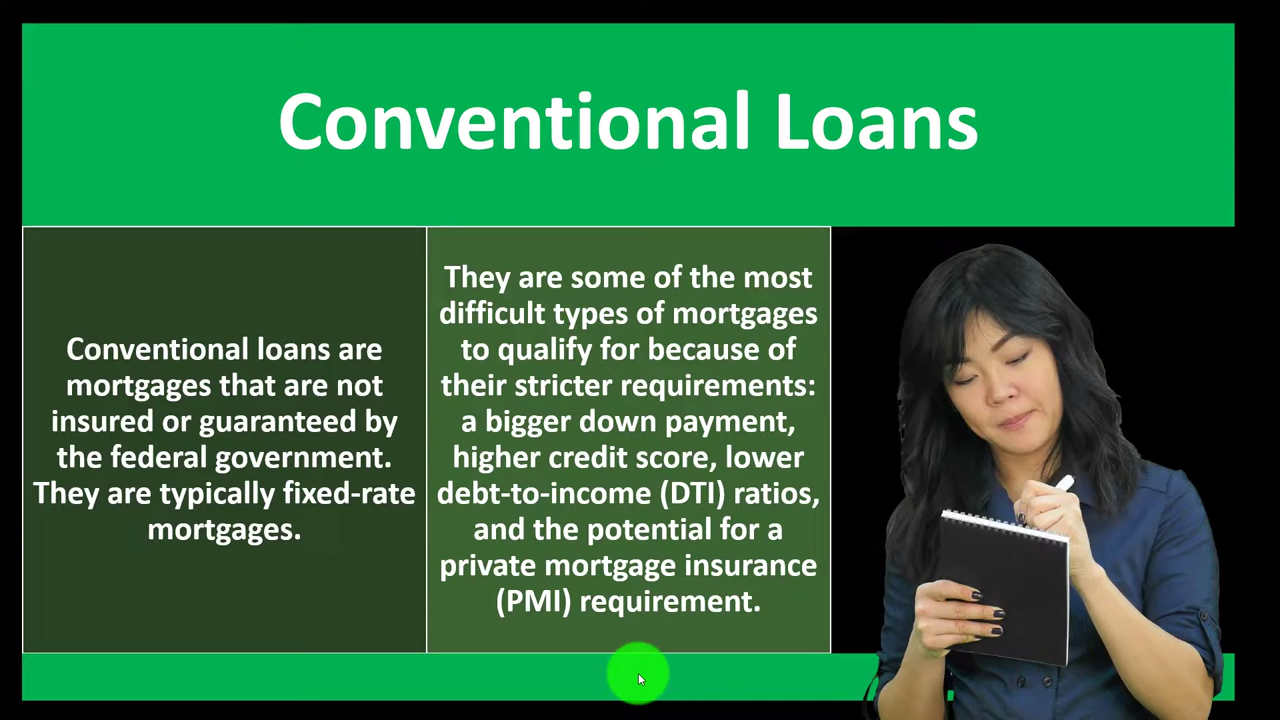 Conventional Loans
Conventional loans are
mortgages that are not
insured or guaranteed by
the federal government.
They are typically fixed-rate
mortgages.
They are some of the most
difficult types of mortgages
to qualify for because of
their stricter requirements:
a bigger down payment,
higher credit score, lower
debt-to-income (DTI) ratios,
and the potential for a
private mortgage insurance
(PMI) requirement.